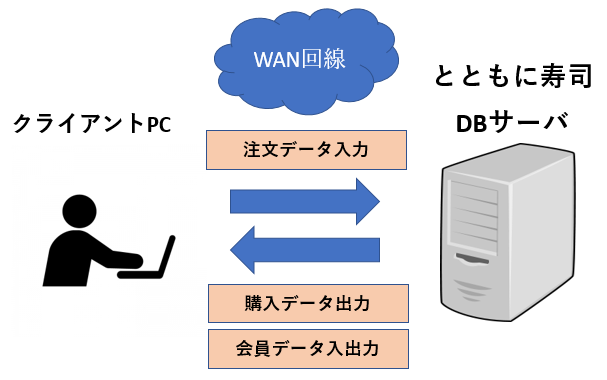 WAN回線
とともに寿司
DBサーバ
クライアントPC
注文データ入力
購入データ出力
会員データ入出力